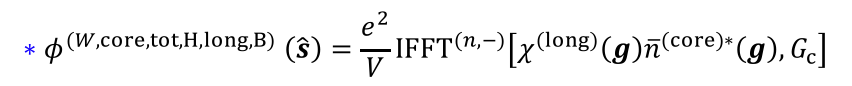 * ϕ^(W,core,tot,H,long,B) (ŝ) = e²/V IFFT^(n,−)[χ^(long)(g)n̄^(core)*(g), G_c]